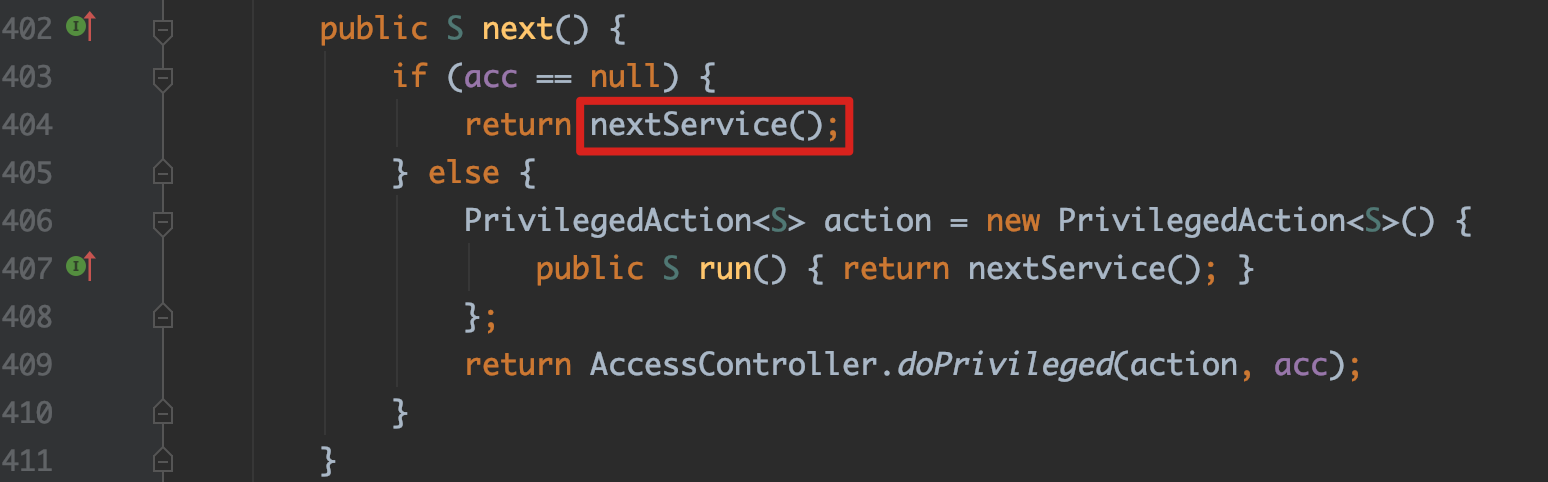 402 public S next() {
403 if (acc == null) {
404 return nextService();
405 } else {
406 PrivilegedAction<S> action = new PrivilegedAction<S>() {
407 public S run() { return nextService(); }
408 };
409 return AccessController.doPrivileged(action, acc);
410 }
411 }